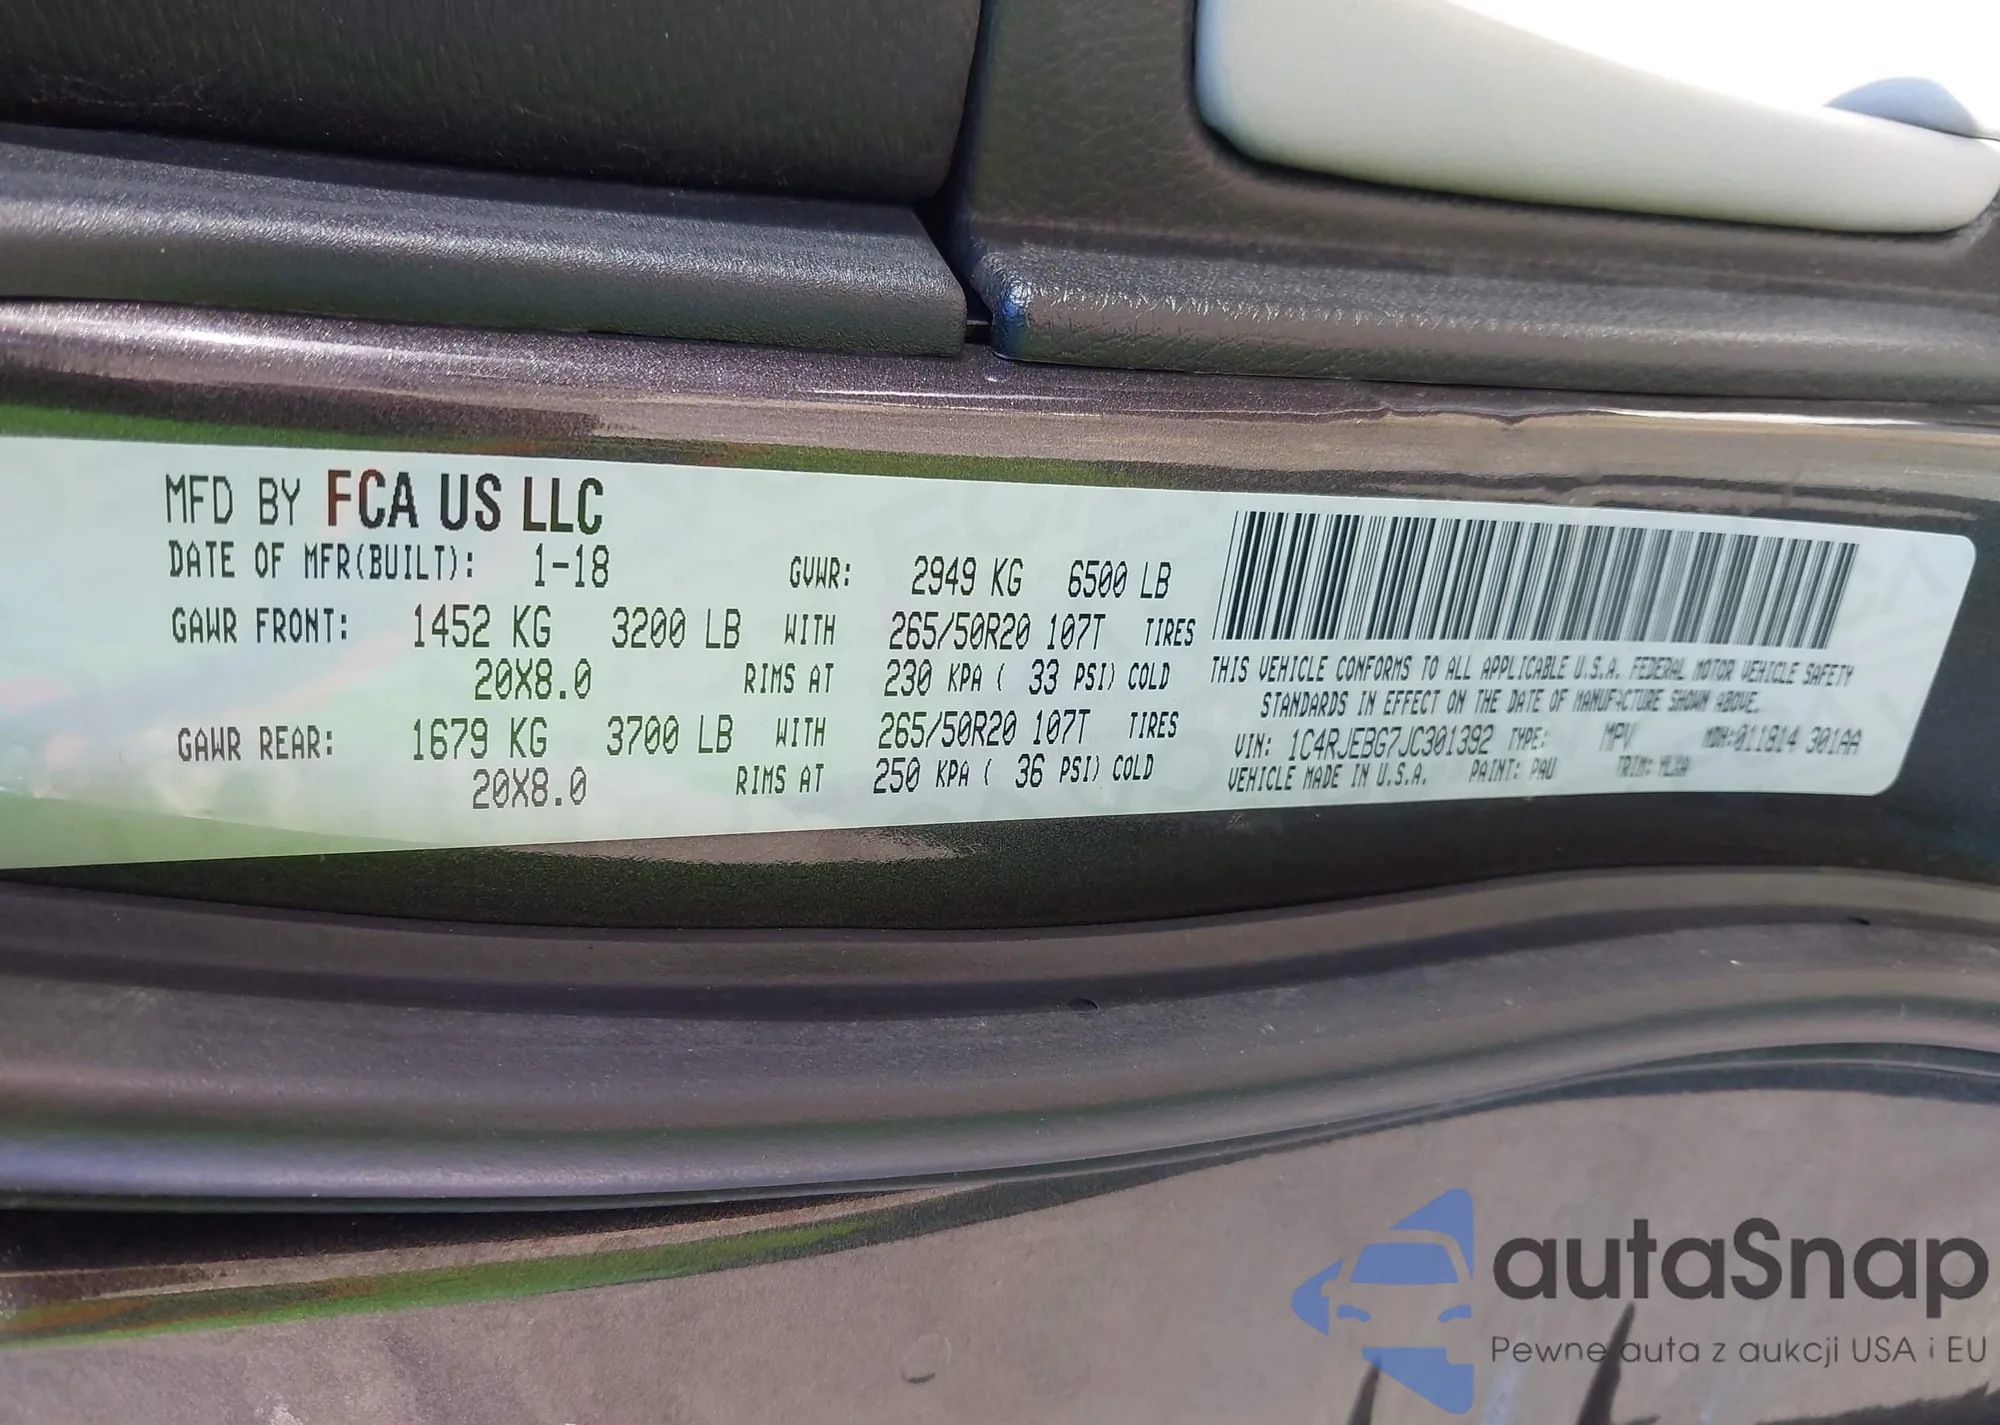 MFD BY FCA US LLC
DATE OF MFR(BUILT): 1-18 GVWR: 2949 KG 6500 LB
GAWR FRONT: 1452 KG 3200 LB WITH 265/50R20 107T TIRES
20X8.0 RIMS AT 230 KPA ( 33 PSI) COLD
GAWR REAR: 1679 KG 3700 LB WITH 265/50R20 107T TIRES
20X8.0 RIMS AT 250 KPA ( 36 PSI) COLD
THIS VEHICLE CONFORMS TO ALL APPLICABLE U.S.A. FEDERAL MOTOR VEHICLE SAFETY
STANDARDS IN EFFECT ON THE DATE OF MANUFACTURE SHOWN ABOVE.
VIN: 1C4RJEBG7JC301392 TYPE: MPV MDH:011814 301AA
VEHICLE MADE IN U.S.A. PAINT: PAU TRIM:
autaSnap
Pewne auta z aukcji USA i EU